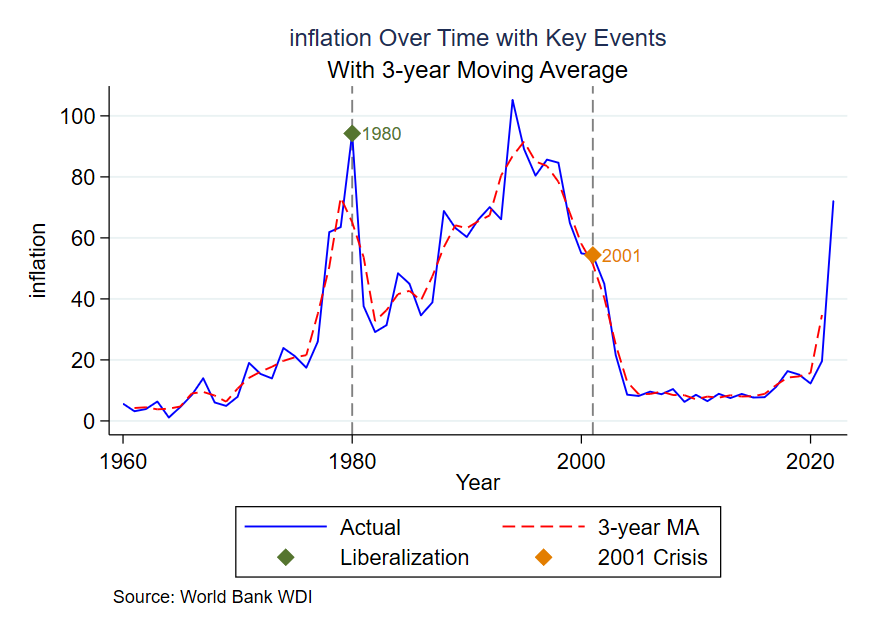 inflation Over Time with Key Events
With 3-year Moving Average
inflation
100
80
60
40
20
0
1980
2001
1960
1980
2000
2020
Year
Actual
3-year MA
Liberalization
2001 Crisis
Source: World Bank WDI